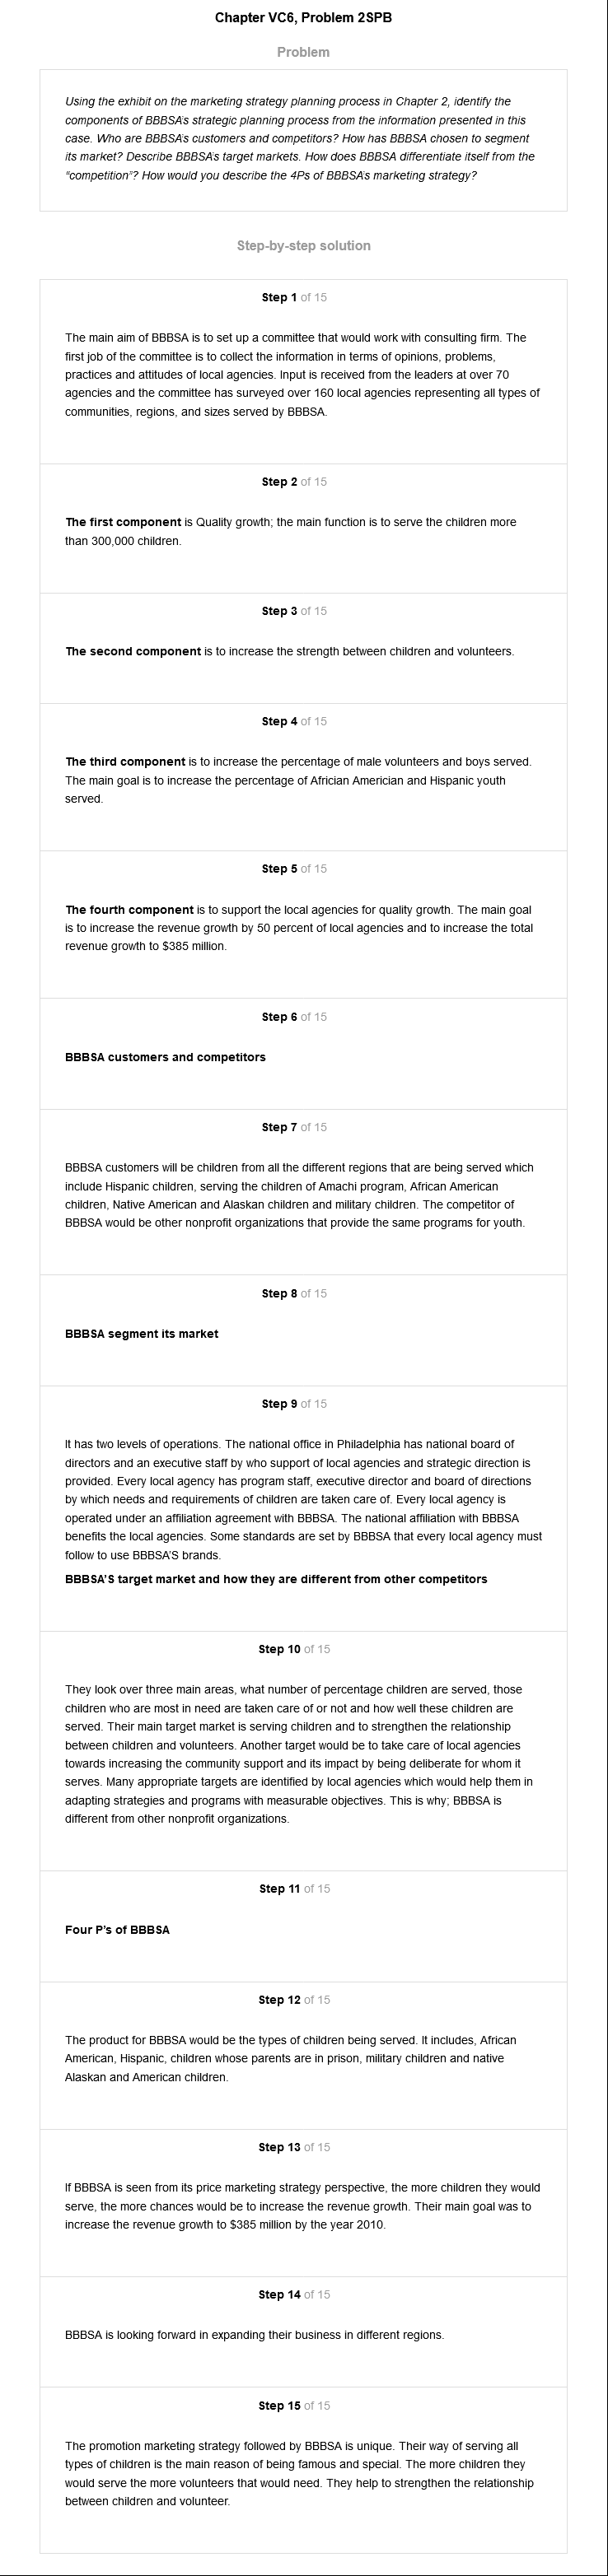 Chapter VC6, Problem 2SPB
Problem
Using the exhibit on the marketing strategy planning process in Chapter 2, identify the
components of BBBSA's strategic planning process from the information presented in this
case. Who are BBBSA's customers and competitors? How has BBBSA chosen to segment
its market? Describe BBBSA's target markets. How does BBBSA differentiate itself from the
"competition"? How would you describe the 4Ps of BBBSA's marketing strategy?
Step-by-step solution
Step 1 of 15
The main aim of BBBSA is to set up a committee that would work with consulting firm. The
first job of the committee is to collect the information in terms of opinions, problems,
practices and attitudes of local agencies. Input is received from the leaders at over 70
agencies and the committee has surveyed over 160 local agencies representing all types of
communities, regions, and sizes served by BBBSA.
Step 2 of 15
The first component is Quality growth; the main function is to serve the children more
than 300,000 children.
Step 3 of 15
The second component is to increase the strength between children and volunteers.
Step 4 of 15
The third component is to increase the percentage of male volunteers and boys served.
The main goal is to increase the percentage of Africian Americian and Hispanic youth
served.
Step 5 of 15
The fourth component is to support the local agencies for quality growth. The main goal
is to increase the revenue growth by 50 percent of local agencies and to increase the total
revenue growth to $385 million.
Step 6 of 15
BBBSA customers and competitors
Step 7 of 15
BBBSA customers will be children from all the different regions that are being served which
include Hispanic children, serving the children of Amachi program, African American
children, Native American and Alaskan children and military children. The competitor of
BBBSA would be other nonprofit organizations that provide the same programs for youth.
Step 8 of 15
BBBSA segment its market
Step 9 of 15
It has two levels of operations. The national office in Philadelphia has national board of
directors and an executive staff by who support of local agencies and strategic direction is
provided. Every local agency has program staff, executive director and board of directions
by which needs and requirements of children are taken care of. Every local agency is
operated under an affiliation agreement with BBBSA. The national affiliation with BBBSA
benefits the local agencies. Some standards are set by BBBSA that every local agency must
follow to use BBBSA'S brands.
BBBSA'S target market and how they are different from other competitors
Step 10 of 15
They look over three main areas, what number of percentage children are served, those
children who are most in need are taken care of or not and how well these children are
served. Their main target market is serving children and to strengthen the relationship
between children and volunteers. Another target would be to take care of local agencies
towards increasing the community support and its impact by being deliberate for whom it
serves. Many appropriate targets are identified by local agencies which would help them in
adapting strategies and programs with measurable objectives. This is why; BBBSA is
different from other nonprofit organizations.
Step 11 of 15
Four P's of BBBSA
Step 12 of 15
The product for BBBSA would be the types of children being served. It includes, African
American, Hispanic, children whose parents are in prison, military children and native
Alaskan and American children.
Step 13 of 15
If BBBSA is seen from its price marketing strategy perspective, the more children they would
serve, the more chances would be to increase the revenue growth. Their main goal was to
increase the revenue growth to $385 million by the year 2010.
Step 14 of 15
BBBSA is looking forward in expanding their business in different regions.
Step 15 of 15
The promotion marketing strategy followed by BBBSA is unique. Their way of serving all
types of children is the main reason of being famous and special. The more children they
would serve the more volunteers that would need. They help to strengthen the relationship
between children and volunteer.